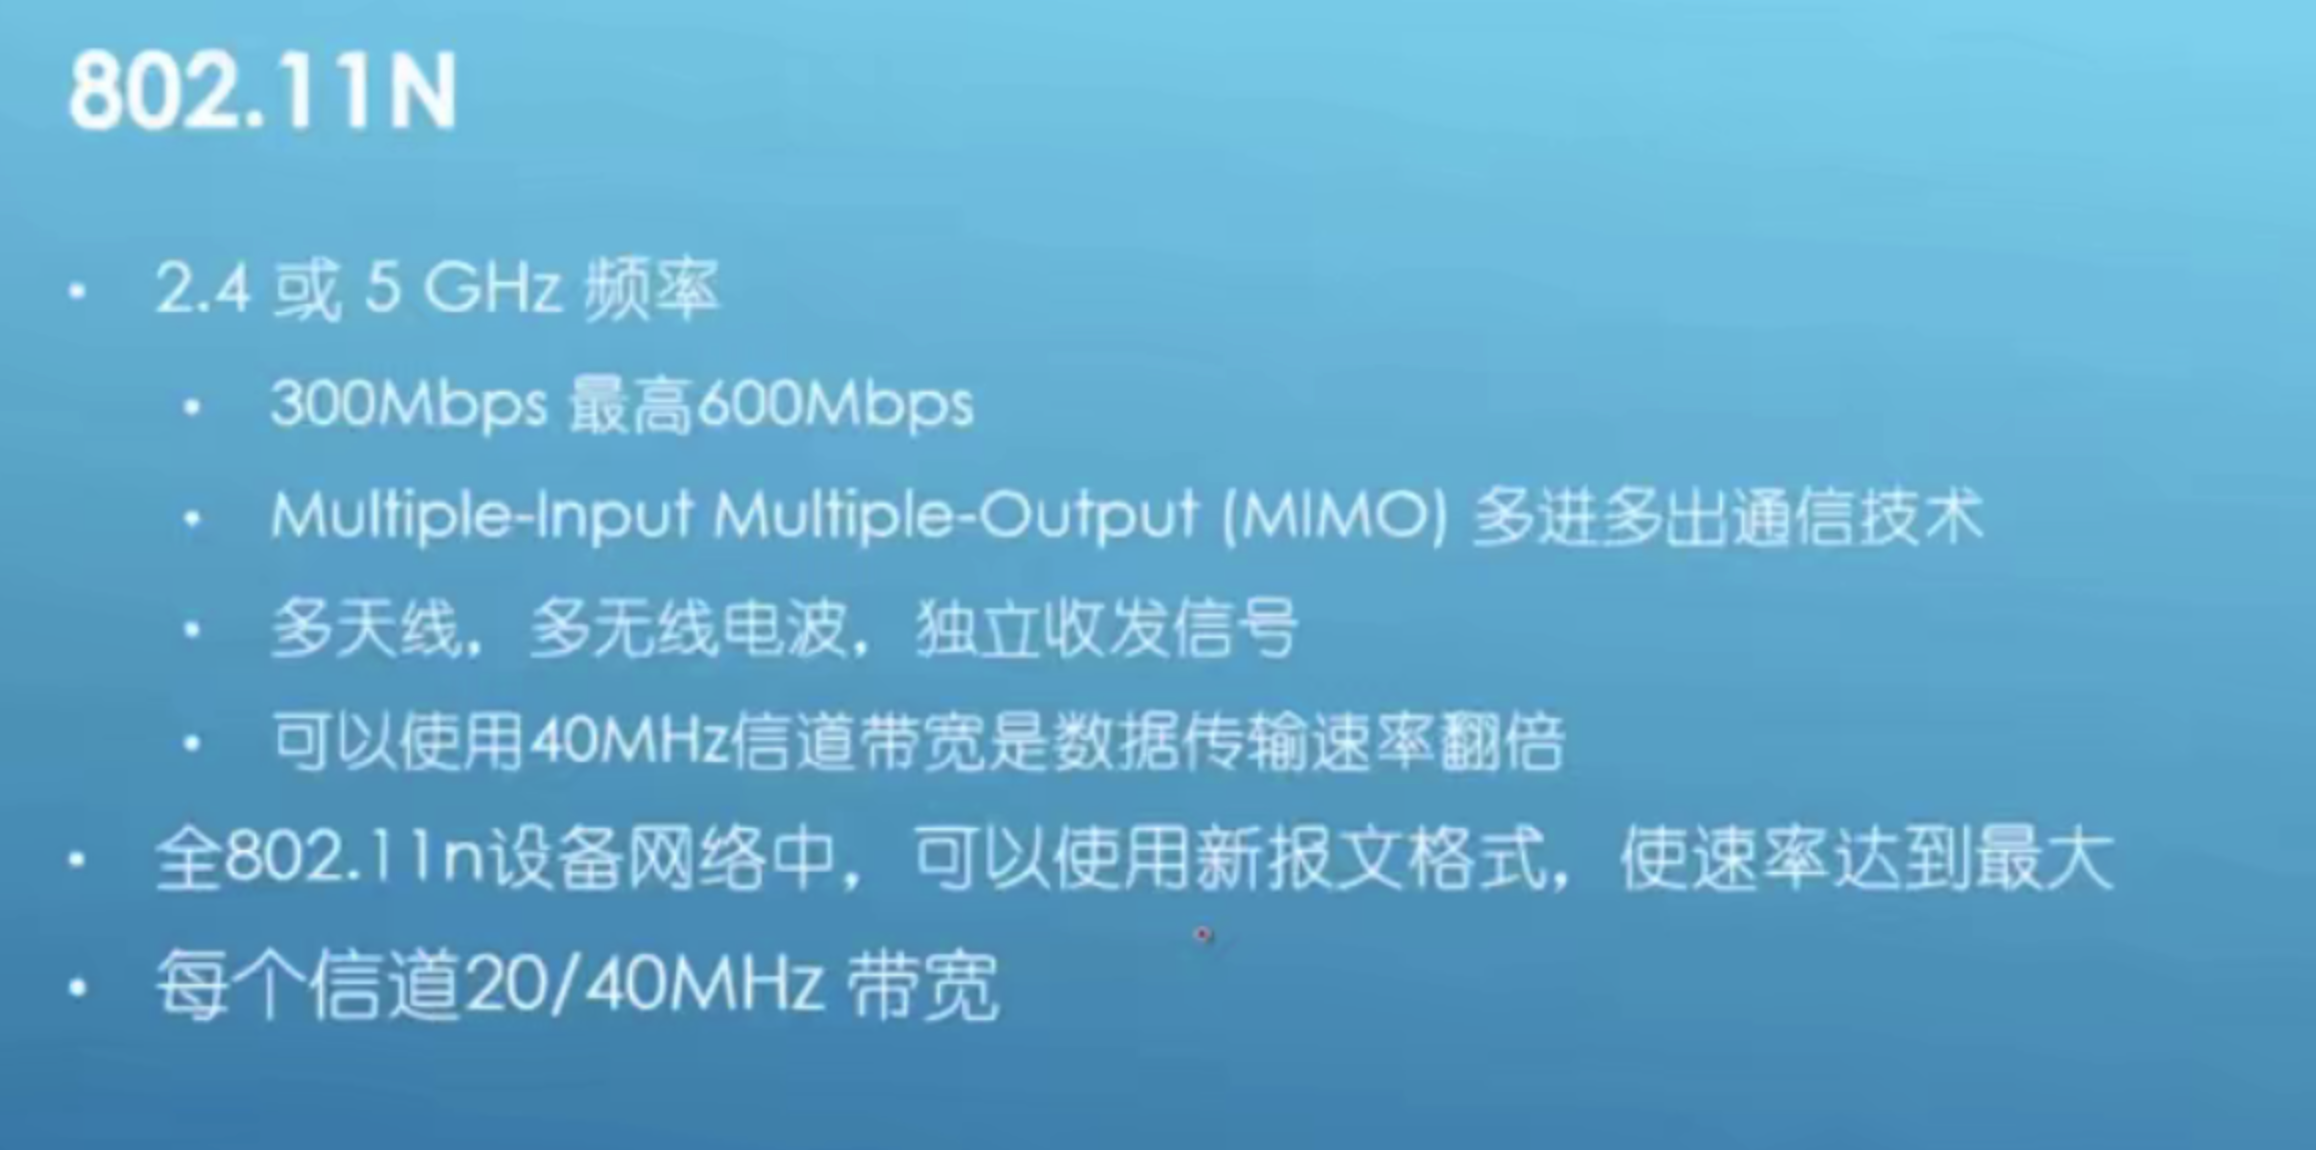 802.11N
• 2.4 或 5 GHz 频率
• 300Mbps 最高600Mbps
• Multiple-Input Multiple-Output (MIMO) 多进多出通信技术
• 多天线，多无线电波，独立收发信号
• 可以使用40MHz信道带宽是数据传输速率翻倍
• 全802.11n设备网络中，可以使用新报文格式，使速率达到最大
• 每个信道20/40MHz 带宽